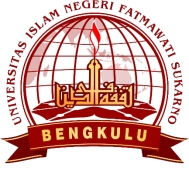 UNIVERSITAS ISLAM NEGERI FATMAWATI SUKARNO
BENGKULU